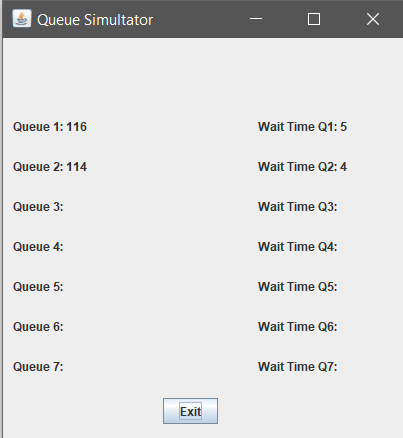 Queue Simultator
Queue 1: 116 Wait Time Q1: 5
Queue 2: 114 Wait Time Q2: 4
Queue 3: Wait Time Q3:
Queue 4: Wait Time Q4:
Queue 5: Wait Time Q5:
Queue 6: Wait Time Q6:
Queue 7: Wait Time Q7:
Exit